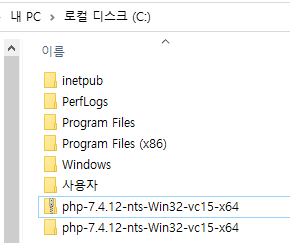 내 PC > 로컬 디스크 (C:)
이름
inetpub
PerfLogs
Program Files
Program Files (x86)
Windows
사용자
php-7.4.12-nts-Win32-vc15-x64
php-7.4.12-nts-Win32-vc15-x64